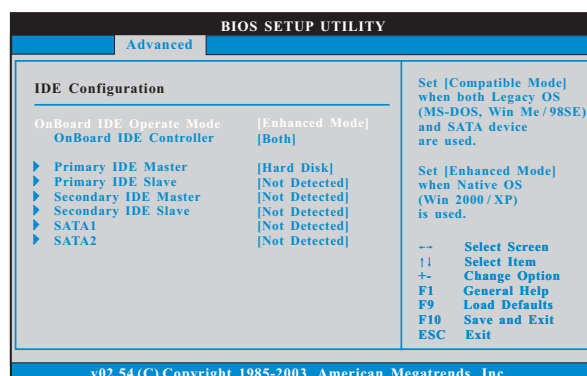 BIOS SETUP UTILITY
Advanced
IDE Configuration
OnBoard IDE Operate Mode [Enhanced Mode]
OnBoard IDE Controller [Both]
Primary IDE Master [Hard Disk]
Primary IDE Slave [Not Detected]
Secondary IDE Master [Not Detected]
Secondary IDE Slave [Not Detected]
SATA1 [Not Detected]
SATA2 [Not Detected]
Set [Compatible Mode]
when both Legacy OS
(MS-DOS, Win Me / 98SE)
and SATA device
are used.
Set [Enhanced Mode]
when Native OS
(Win 2000 / XP)
is used.
←→ Select Screen
↑↓ Select Item
+- Change Option
F1 General Help
F9 Load Defaults
F10 Save and Exit
ESC Exit
v02.54 (C) Copyright 1985-2003, American Megatrends, Inc.